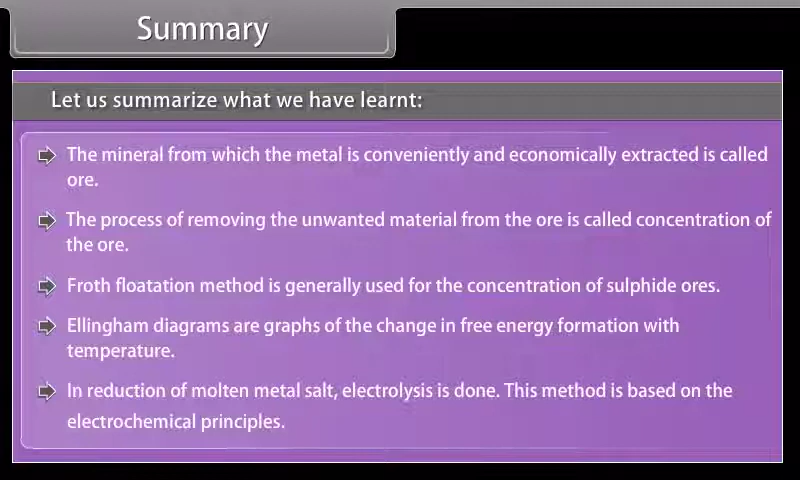 Summary
Let us summarize what we have learnt:
The mineral from which the metal is conveniently and economically extracted is called
ore.
The process of removing the unwanted material from the ore is called concentration of
the ore.
Froth floatation method is generally used for the concentration of sulphide ores.
Ellingham diagrams are graphs of the change in free energy formation with
temperature.
In reduction of molten metal salt, electrolysis is done. This method is based on the
electrochemical principles.